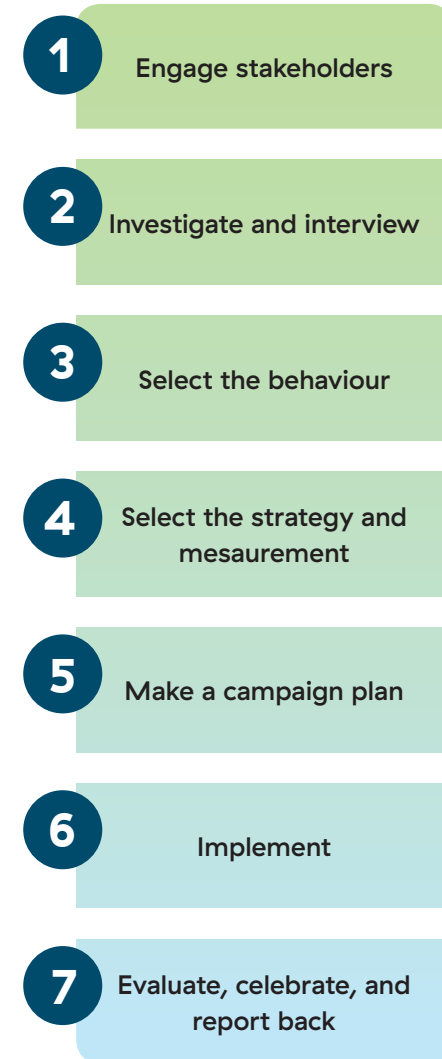 1
Engage stakeholders
2
Investigate and interview
3
Select the behaviour
4
Select the strategy and
mesaurement
5
Make a campaign plan
6
Implement
7
Evaluate, celebrate, and
report back